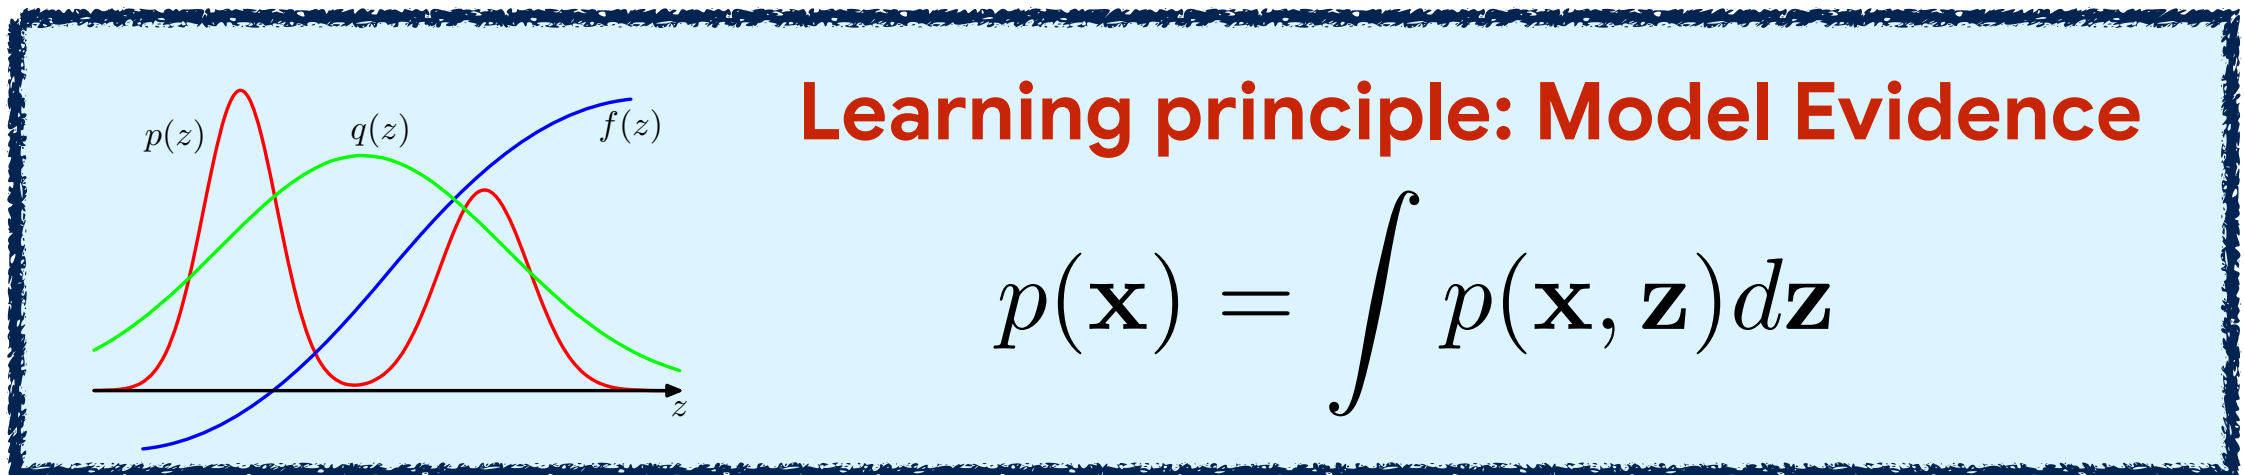 p(z)
q(z)
f(z)
z
Learning principle: Model Evidence
p(𝐱) = ∫ p(𝐱, 𝐳)d𝐳